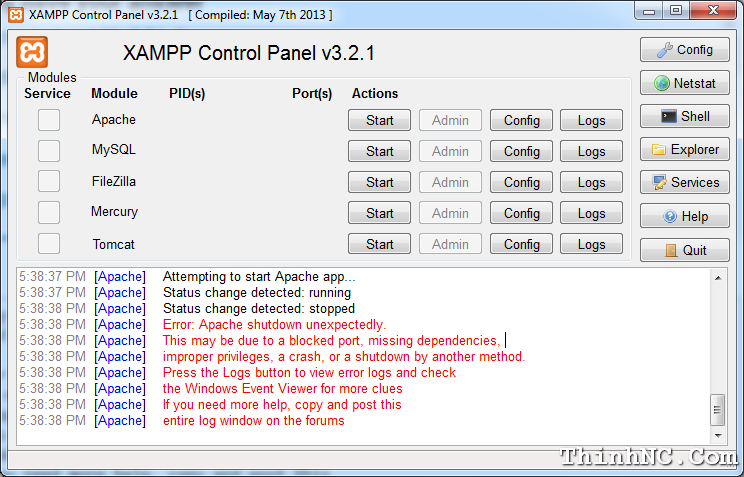 XAMPP Control Panel v3.2.1 [ Compiled: May 7th 2013 ]
XAMPP Control Panel v3.2.1
Config
Modules
Service Module PID(s) Port(s) Actions
Netstat
Apache Start Admin Config Logs
Shell
MySQL Start Admin Config Logs
Explorer
FileZilla Start Admin Config Logs
Services
Mercury Start Admin Config Logs
Help
Tomcat Start Admin Config Logs
Quit
5:38:37 PM [Apache] Attempting to start Apache app...
5:38:37 PM [Apache] Status change detected: running
5:38:38 PM [Apache] Status change detected: stopped
5:38:38 PM [Apache] Error: Apache shutdown unexpectedly.
5:38:38 PM [Apache] This may be due to a blocked port, missing dependencies,
5:38:38 PM [Apache] improper privileges, a crash, or a shutdown by another method.
5:38:38 PM [Apache] Press the Logs button to view error logs and check
5:38:38 PM [Apache] the Windows Event Viewer for more clues
5:38:38 PM [Apache] If you need more help, copy and post this
5:38:38 PM [Apache] entire log window on the forums
ThinhNC.Com